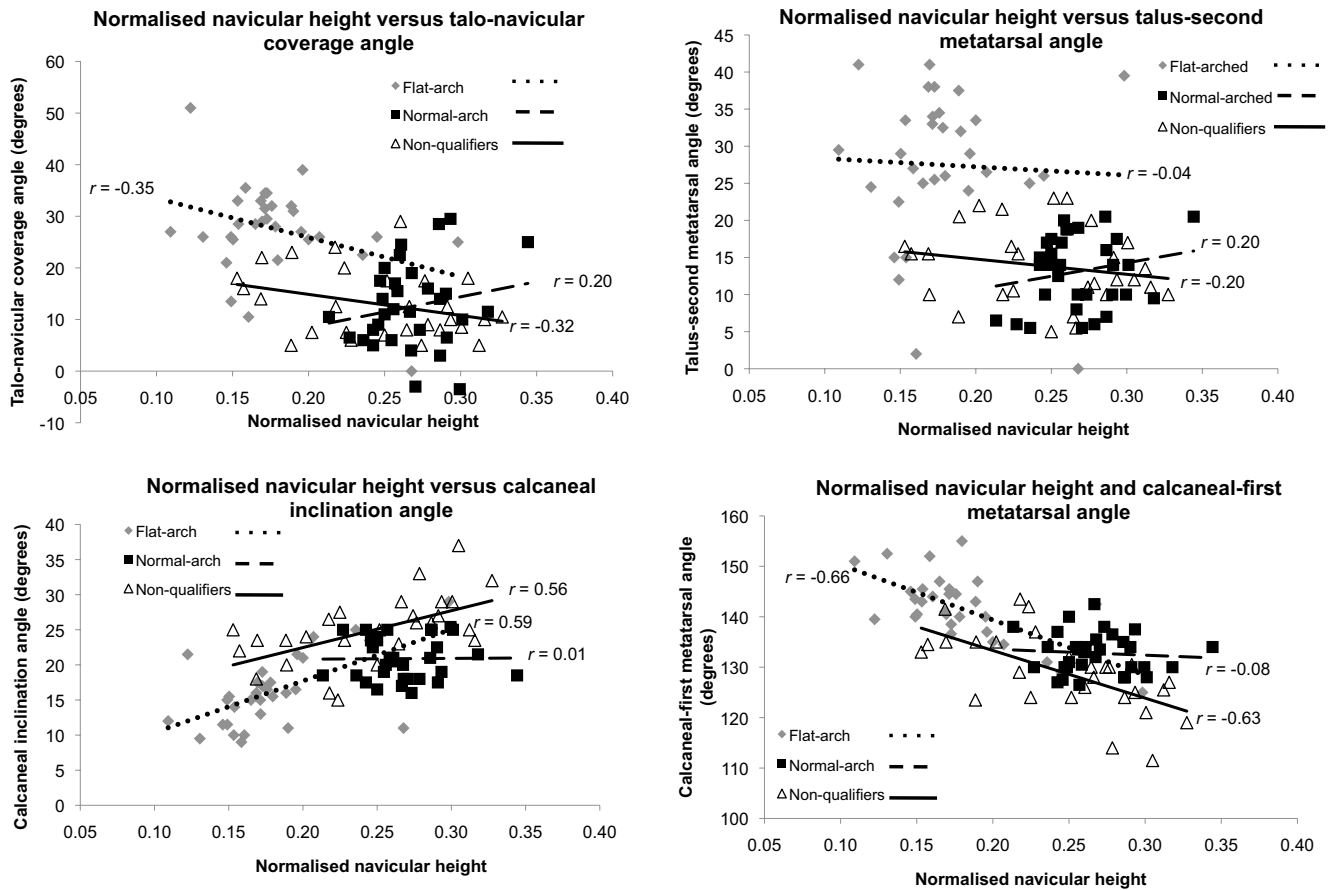 Normalised navicular height versus talo-navicular
coverage angle
Talo-navicular coverage angle (degrees)
60
50
40
30
20
10
0
-10
Flat-arch
Normal-arch
Non-qualifiers
r = -0.35
r = 0.20
r = -0.32
0.05 0.10 0.15 0.20 0.25 0.30 0.35 0.40
Normalised navicular height
Normalised navicular height versus talus-second
metatarsal angle
Talus-second metatarsal angle (degrees)
45
40
35
30
25
20
15
10
5
0
Flat-arched
Normal-arched
Non-qualifiers
r = -0.04
r = 0.20
r = -0.20
0.05 0.10 0.15 0.20 0.25 0.30 0.35 0.40
Normalised navicular height
Normalised navicular height versus calcaneal
inclination angle
Calcaneal inclination angle (degrees)
40
35
30
25
20
15
10
5
0
Flat-arch
Normal-arch
Non-qualifiers
r = 0.56
r = 0.59
r = 0.01
0.05 0.10 0.15 0.20 0.25 0.30 0.35 0.40
Normalised navicular height
Normalised navicular height and calcaneal-first
metatarsal angle
Calcaneal-first metatarsal angle
(degrees)
160
150
140
130
120
110
100
r = -0.66
r = -0.08
r = -0.63
Flat-arch
Normal-arch
Non-qualifiers
0.05 0.10 0.15 0.20 0.25 0.30 0.35 0.40
Normalised navicular height